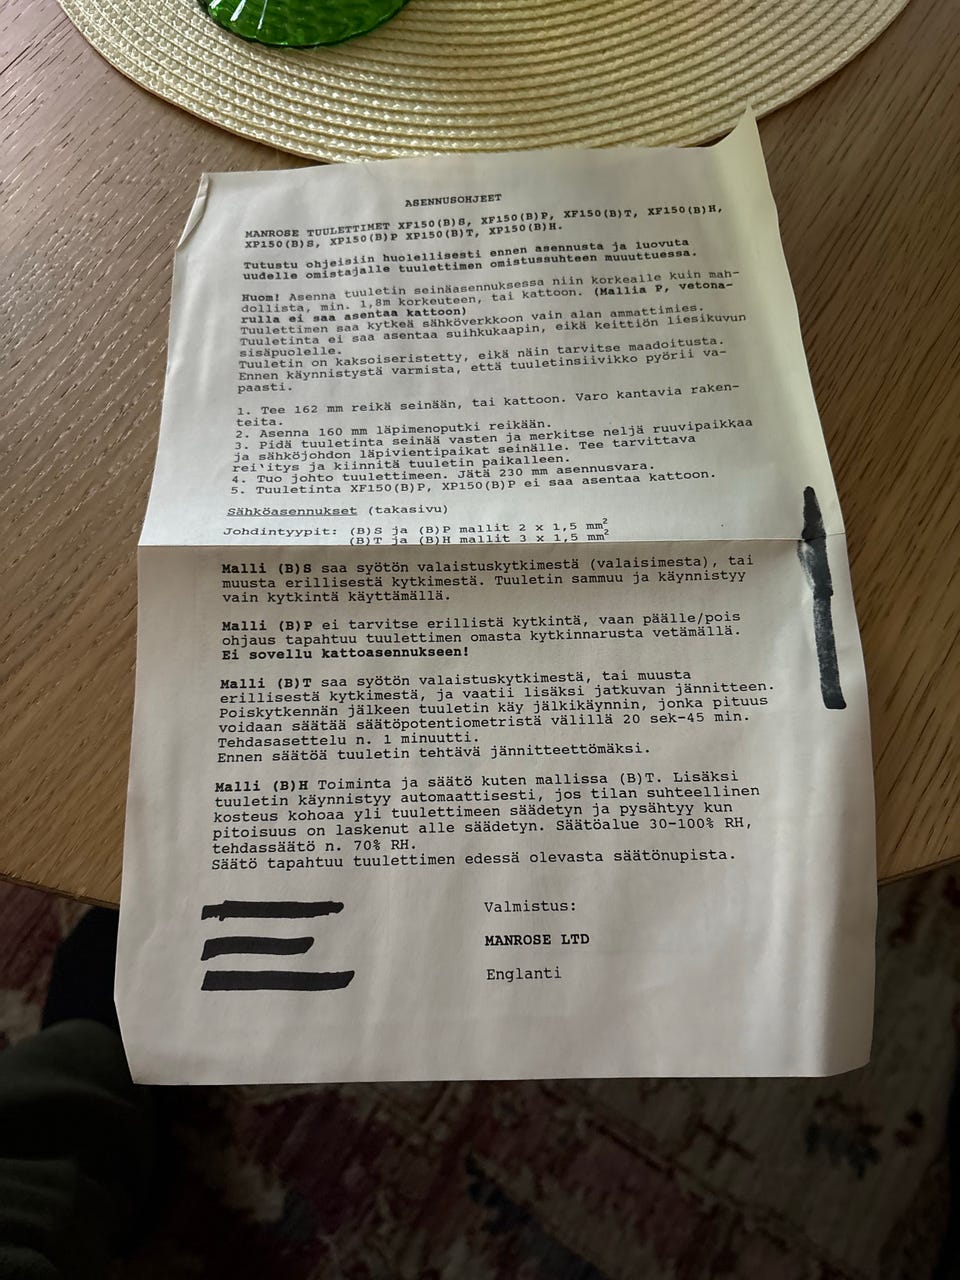 ASENNUSOHJEET
MANROSE TUULETTIMET XF150(B)S, XF150(B)P, XF150(B)T, XF150(B)H,
XP150(B)S, XP150(B)P XP150(B)T, XP150(B)H.
Tutustu ohjeisiin huolellisesti ennen asennusta ja luovuta
uudelle omistajalle tuulettimen omistussuhteen muuuttuessa.
Huom! Asenna tuuletin seinäasennuksessa niin korkealle kuin mah-
dollista, min. 1,8m korkeuteen, tai kattoon. (Mallia P, vetona-
rulla ei saa asentaa kattoon)
Tuulettimen saa kytkeä sähköverkkoon vain alan ammattimies.
Tuuletinta ei saa asentaa suihkukaapin, eikä keittiön liesikuvun
sisäpuolelle.
Tuuletin on kaksoiseristetty, eikä näin tarvitse maadoitusta.
Ennen käynnistystä varmista, että tuuletinsiivikko pyörii va-
paasti.
1. Tee 162 mm reikä seinään, tai kattoon. Varo kantavia raken-
teita.
2. Asenna 160 mm läpimenoputki reikään.
3. Pidä tuuletinta seinää vasten ja merkitse neljä ruuvipaikkaa
ja sähköjohdon läpivientipaikat seinälle. Tee tarvittava
rei'itys ja kiinnitä tuuletin paikalleen.
4. Tuo johto tuulettimeen. Jätä 230 mm asennusvara.
5. Tuuletinta XF150(B)P, XP150(B)P ei saa asentaa kattoon.
Sähköasennukset (takasivu)
Johdintyypit: (B)S ja (B)P mallit 2 x 1,5 mm²
(B)T ja (B)H mallit 3 x 1,5 mm²
Malli (B)S saa syötön valaistuskytkimestä (valaisimesta), tai
muusta erillisestä kytkimestä. Tuuletin sammuu ja käynnistyy
vain kytkintä käyttämällä.
Malli (B)P ei tarvitse erillistä kytkintä, vaan päälle/pois
ohjaus tapahtuu tuulettimen omasta kytkinnarusta vetämällä.
Ei sovellu kattoasennukseen!
Malli (B)T saa syötön valaistuskytkimestä, tai muusta
erillisestä kytkimestä, ja vaatii lisäksi jatkuvan jännitteen.
Poiskytkennän jälkeen tuuletin käy jälkikäynnin, jonka pituus
voidaan säätää säätöpotentiometristä välillä 20 sek-45 min.
Tehdasasettelu n. 1 minuutti.
Ennen säätöä tuuletin tehtävä jännitteettömäksi.
Malli (B)H Toiminta ja säätö kuten mallissa (B)T. Lisäksi
tuuletin käynnistyy automaattisesti, jos tilan suhteellinen
kosteus kohoaa yli tuulettimeen säädetyn ja pysähtyy kun
pitoisuus on laskenut alle säädetyn. Säätöalue 30-100% RH,
tehdassäätö n. 70% RH.
Säätö tapahtuu tuulettimen edessä olevasta säätönupista.
Valmistus:
MANROSE LTD
Englanti